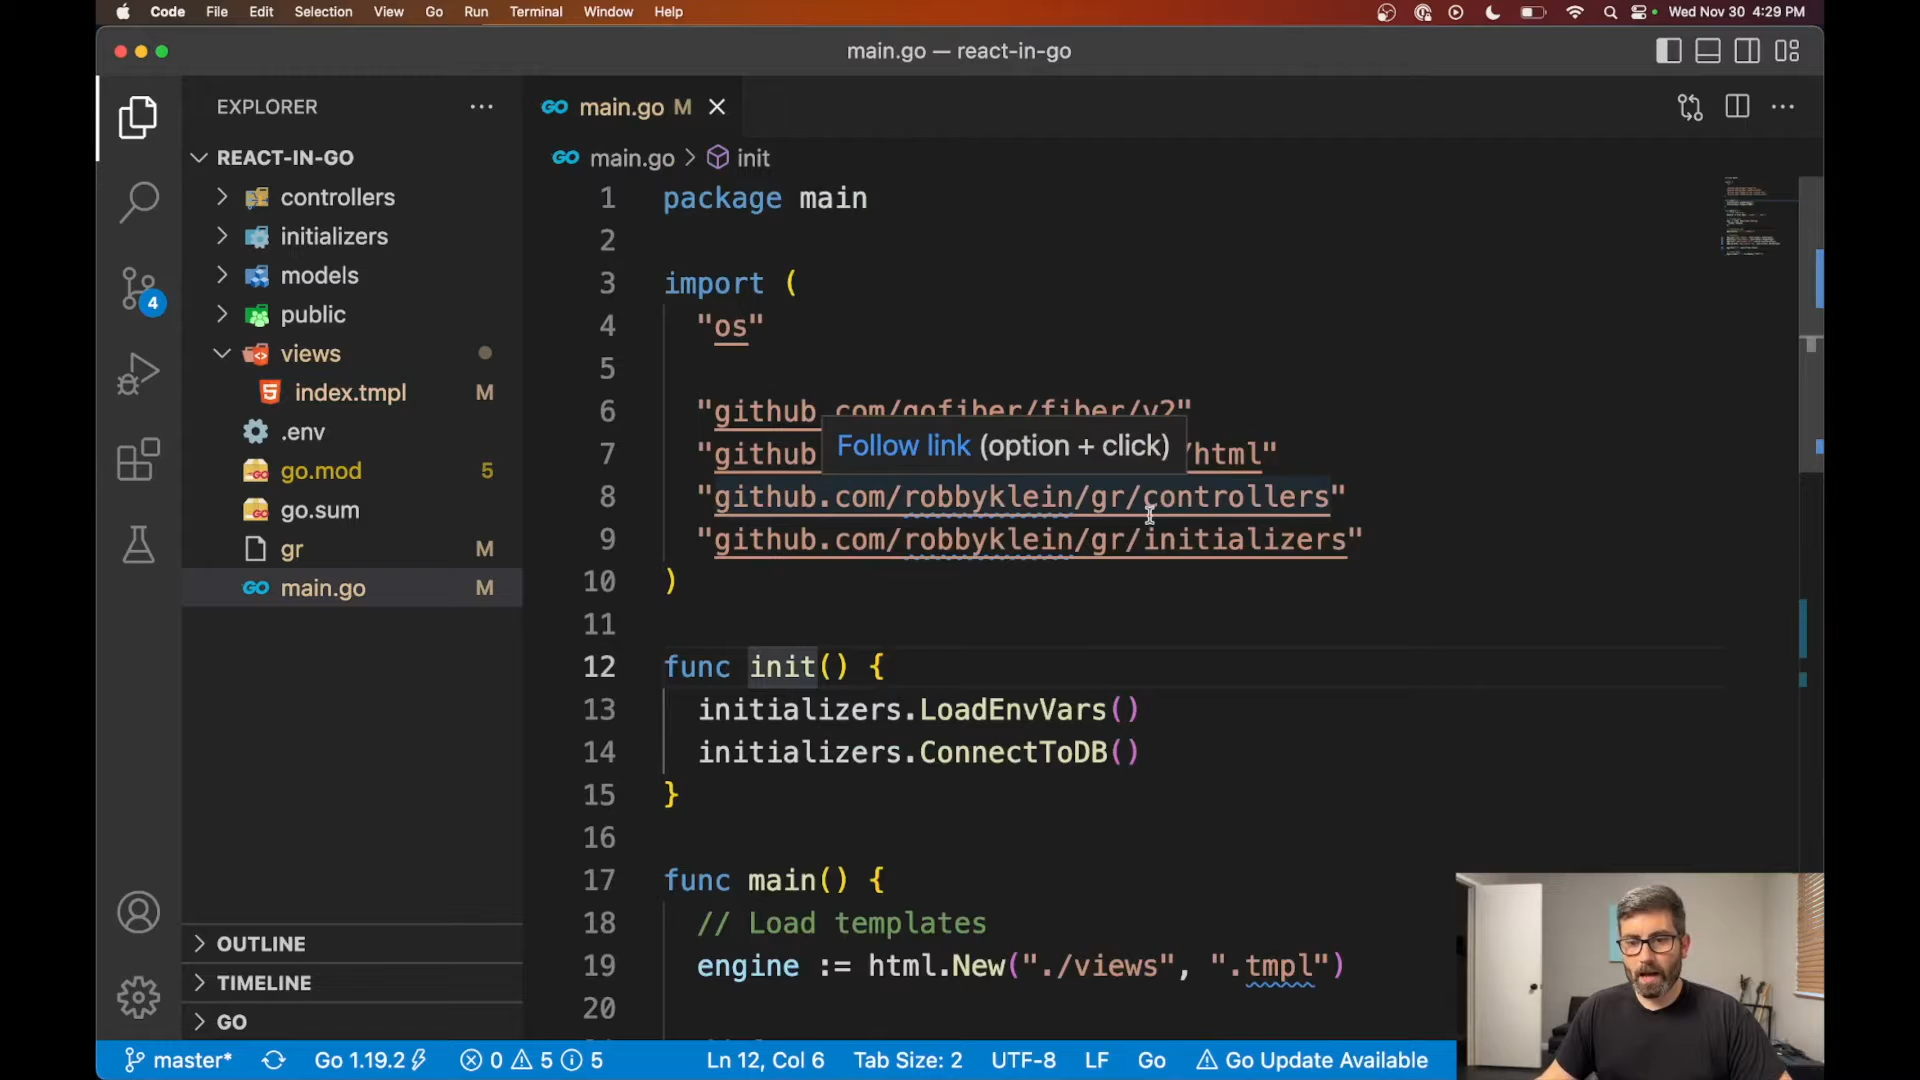 Code File Edit Selection View Go Run Terminal Window Help Wed Nov 30 4:29 PM
main.go — react-in-go
EXPLORER
main.go M
REACT-IN-GO
main.go > init
controllers
initializers
models
public
views
index.tmpl M
.env
go.mod 5
go.sum
gr M
main.go M
4
OUTLINE
TIMELINE
GO
1 package main
2
3 import (
4 "os"
5
6 "github.com/gofiber/fiber/v2"
7 "github /html"
Follow link (option + click)
8 "github.com/robbyklein/gr/controllers"
9 "github.com/robbyklein/gr/initializers"
10 )
11
12 func init() {
13 initializers.LoadEnvVars()
14 initializers.ConnectToDB()
15 }
16
17 func main() {
18 // Load templates
19 engine := html.New("./views", ".tmpl")
20
master* Go 1.19.2 0 5 5 Ln 12, Col 6 Tab Size: 2 UTF-8 LF Go Go Update Available